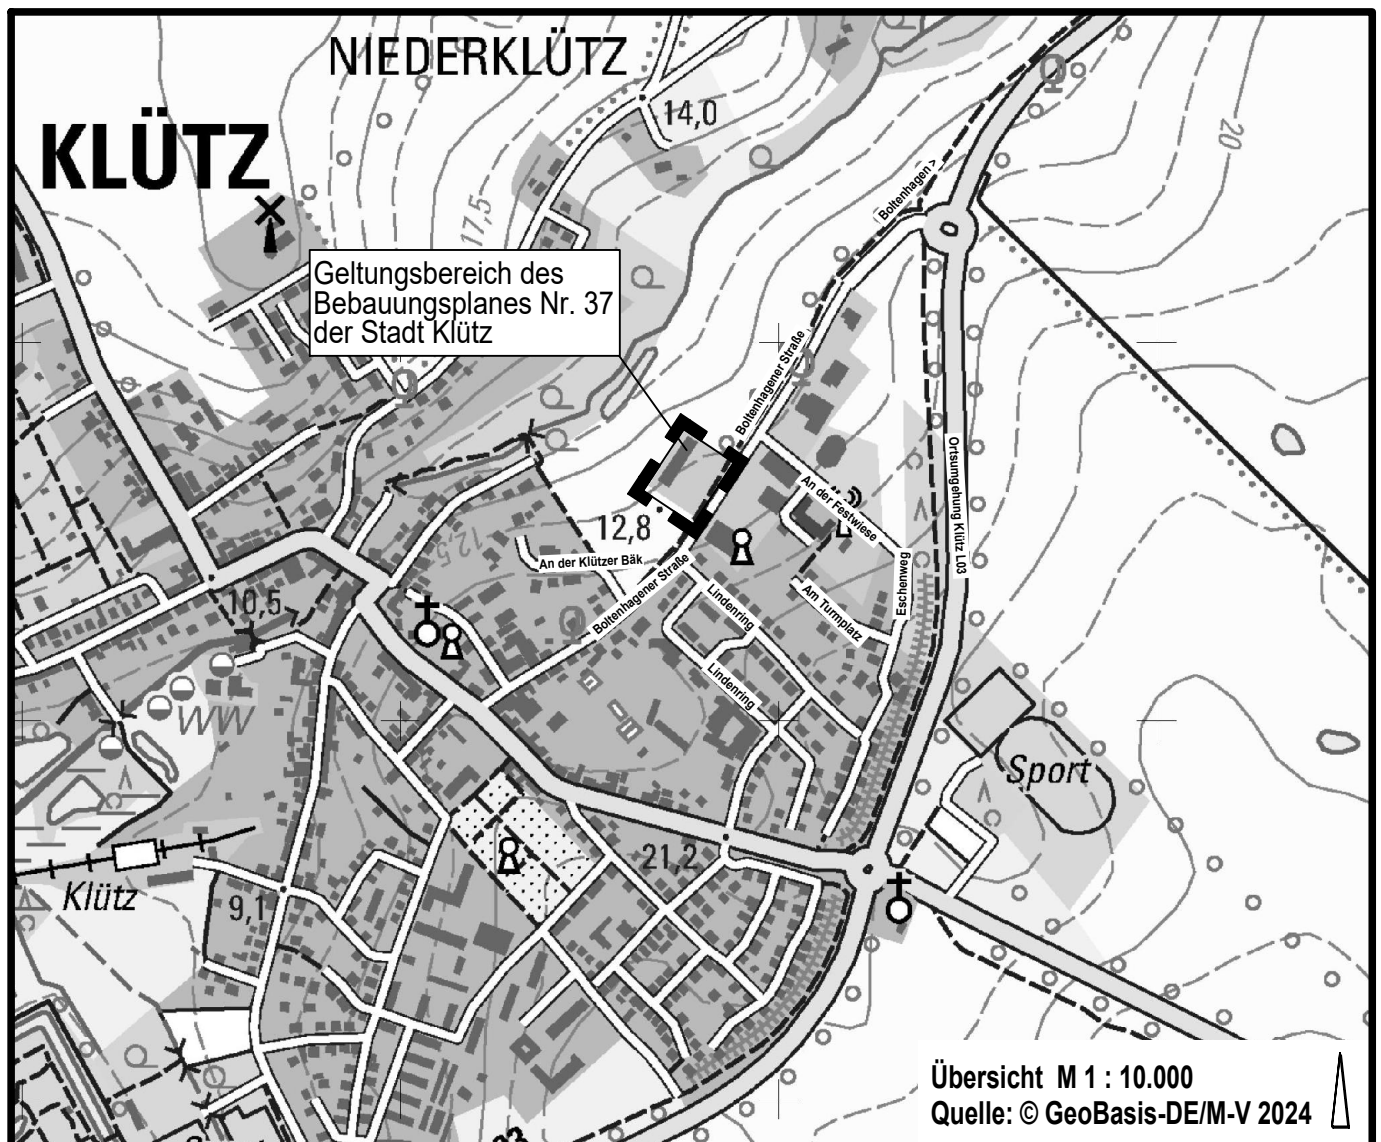 NIEDERKLÜTZ
KLÜTZ
14,0
20
17,5
Boltenhagen >
Geltungsbereich des
Bebauungsplanes Nr. 37
der Stadt Klütz
Boltenhagener Straße
Ortsumgehung Klütz L03
An der Festwiese
12,8
12,5
An der Klützer Bäk
Boltenhagener Straße
Eschenweg
Lindenring
Am Turmplatz
10,5
Lindenring
WW
Sport
21,2
Klütz
9,1
Übersicht M 1 : 10.000
Quelle: © GeoBasis-DE/M-V 2024